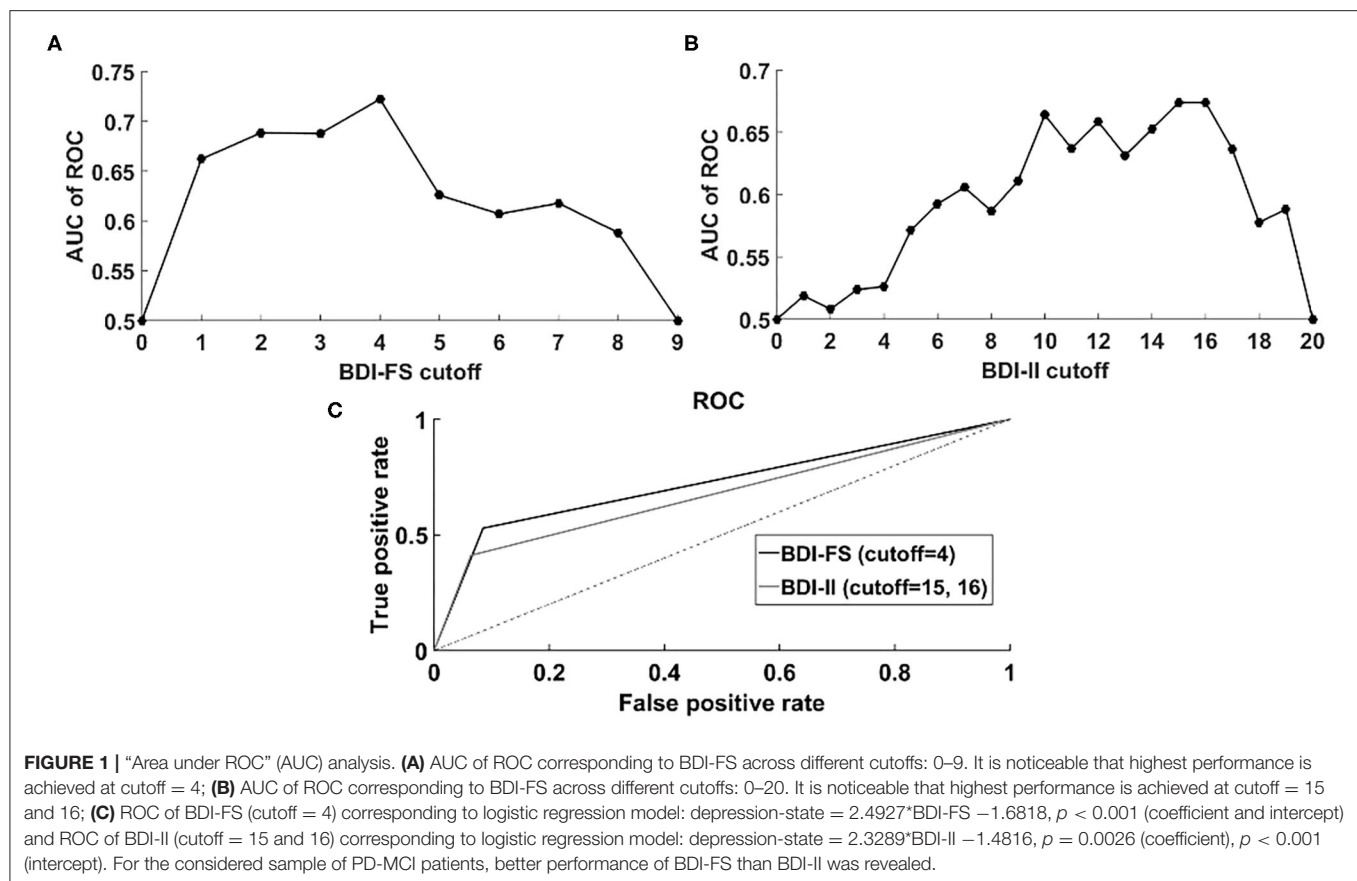 A
0.75
0.7
0.65
0.6
0.55
0.5
AUC of ROC
0 1 2 3 4 5 6 7 8 9
BDI-FS cutoff
B
0.7
0.65
0.6
0.55
0.5
AUC of ROC
0 2 4 6 8 10 12 14 16 18 20
BDI-II cutoff
C
ROC
1
0.5
0
True positive rate
BDI-FS (cutoff=4)
BDI-II (cutoff=15, 16)
0 0.2 0.4 0.6 0.8 1
False positive rate
FIGURE 1 | "Area under ROC" (AUC) analysis. (A) AUC of ROC corresponding to BDI-FS across different cutoffs: 0–9. It is noticeable that highest performance is
achieved at cutoff = 4; (B) AUC of ROC corresponding to BDI-FS across different cutoffs: 0–20. It is noticeable that highest performance is achieved at cutoff = 15
and 16; (C) ROC of BDI-FS (cutoff = 4) corresponding to logistic regression model: depression-state = 2.4927*BDI-FS −1.6818, p < 0.001 (coefficient and intercept)
and ROC of BDI-II (cutoff = 15 and 16) corresponding to logistic regression model: depression-state = 2.3289*BDI-II −1.4816, p = 0.0026 (coefficient), p < 0.001
(intercept). For the considered sample of PD-MCI patients, better performance of BDI-FS than BDI-II was revealed.